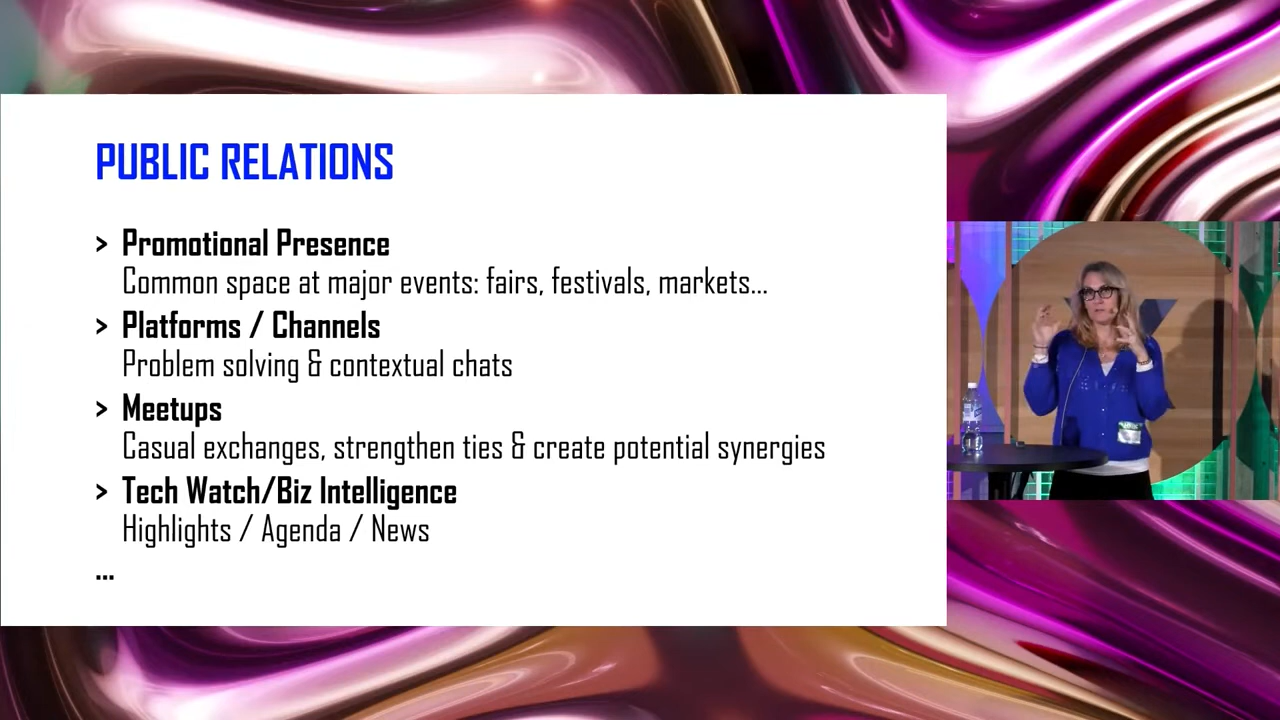 PUBLIC RELATIONS
> Promotional Presence
Common space at major events: fairs, festivals, markets...
> Platforms / Channels
Problem solving & contextual chats
> Meetups
Casual exchanges, strengthen ties & create potential synergies
> Tech Watch/Biz Intelligence
Highlights / Agenda / News
...